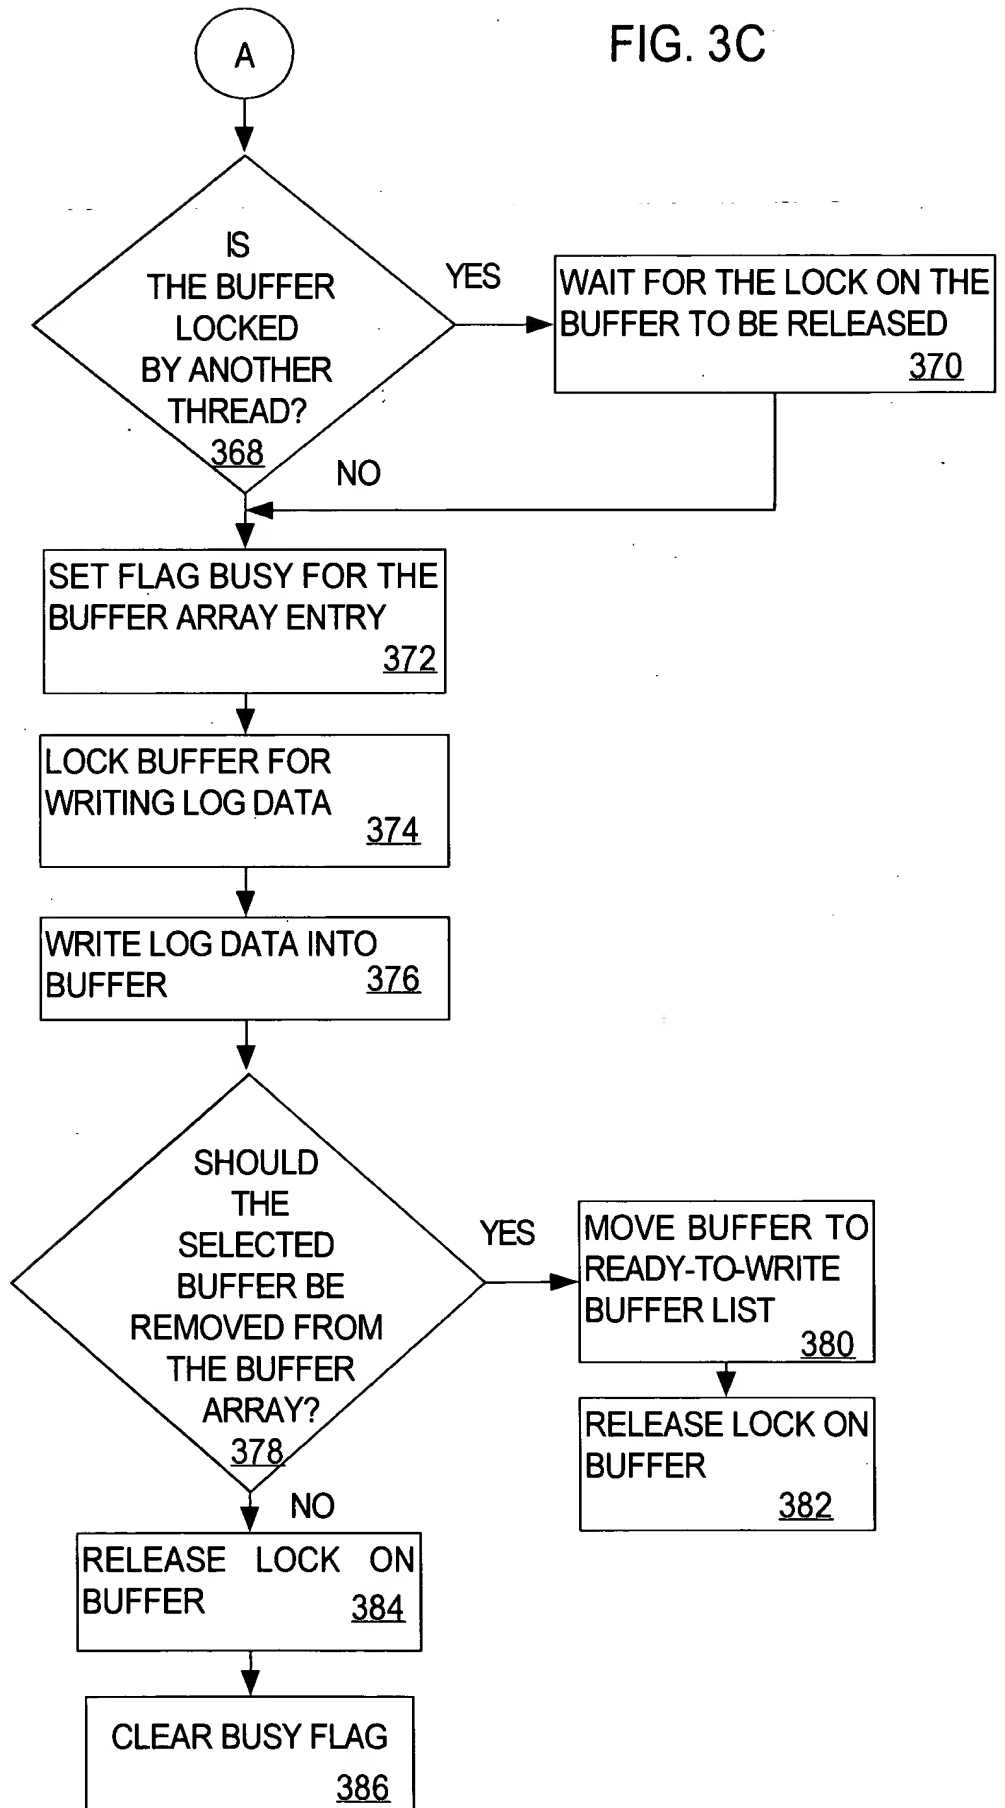 FIG. 3C
A
IS
THE BUFFER
LOCKED
BY ANOTHER
THREAD?
368
YES
WAIT FOR THE LOCK ON THE
BUFFER TO BE RELEASED
370
NO
SET FLAG BUSY FOR THE
BUFFER ARRAY ENTRY
372
LOCK BUFFER FOR
WRITING LOG DATA
374
WRITE LOG DATA INTO
BUFFER
376
SHOULD
THE
SELECTED
BUFFER BE
REMOVED FROM
THE BUFFER
ARRAY?
378
YES
MOVE BUFFER TO
READY-TO-WRITE
BUFFER LIST
380
RELEASE LOCK ON
BUFFER
382
NO
RELEASE LOCK ON
BUFFER
384
CLEAR BUSY FLAG
386